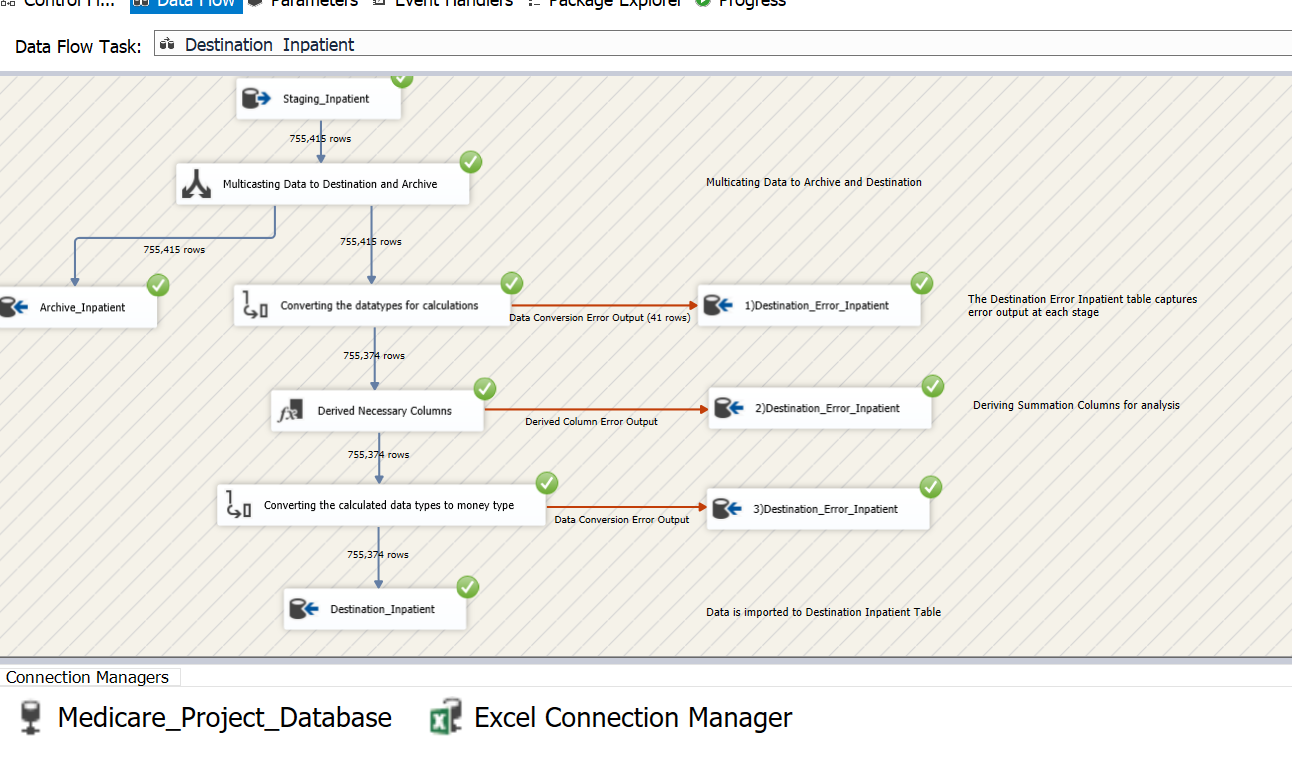 Control Fl... Data Flow Parameters Event Handlers Package Explorer Progress
Data Flow Task: Destination Inpatient
Staging_Inpatient
755,415 rows
Multicasting Data to Destination and Archive
Multicating Data to Archive and Destination
755,415 rows
755,415 rows
Archive_Inpatient
Converting the datatypes for calculations
Data Conversion Error Output (41 rows)
1)Destination_Error_Inpatient
The Destination Error Inpatient table captures
error output at each stage
755,374 rows
Derived Necessary Columns
Derived Column Error Output
2)Destination_Error_Inpatient
Deriving Summation Columns for analysis
755,374 rows
Converting the calculated data types to money type
Data Conversion Error Output
3)Destination_Error_Inpatient
755,374 rows
Destination_Inpatient
Data is imported to Destination Inpatient Table
Connection Managers
Medicare_Project_Database Excel Connection Manager